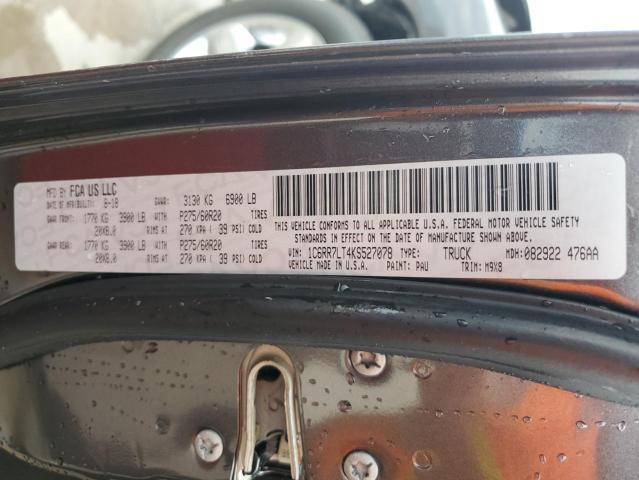 MFD BY FCA US LLC
DATE OF MFR(BUILT): 8-18 GVWR: 3130 KG 6900 LB
GAWR FRONT: 1770 KG 3900 LB WITH P275/60R20 TIRES
20X8.0 RIMS AT 270 KPA ( 39 PSI) COLD
GAWR REAR: 1770 KG 3900 LB WITH P275/60R20 TIRES
20X8.0 RIMS AT 270 KPA ( 39 PSI) COLD
THIS VEHICLE CONFORMS TO ALL APPLICABLE U.S.A. FEDERAL MOTOR VEHICLE SAFETY
STANDARDS IN EFFECT ON THE DATE OF MANUFACTURE SHOWN ABOVE.
VIN: 1C6RR7LT4KS527078 TYPE: TRUCK MDH: 082922 476AA
MADE IN U.S.A. PAINT: PAU TRIM: M9X8